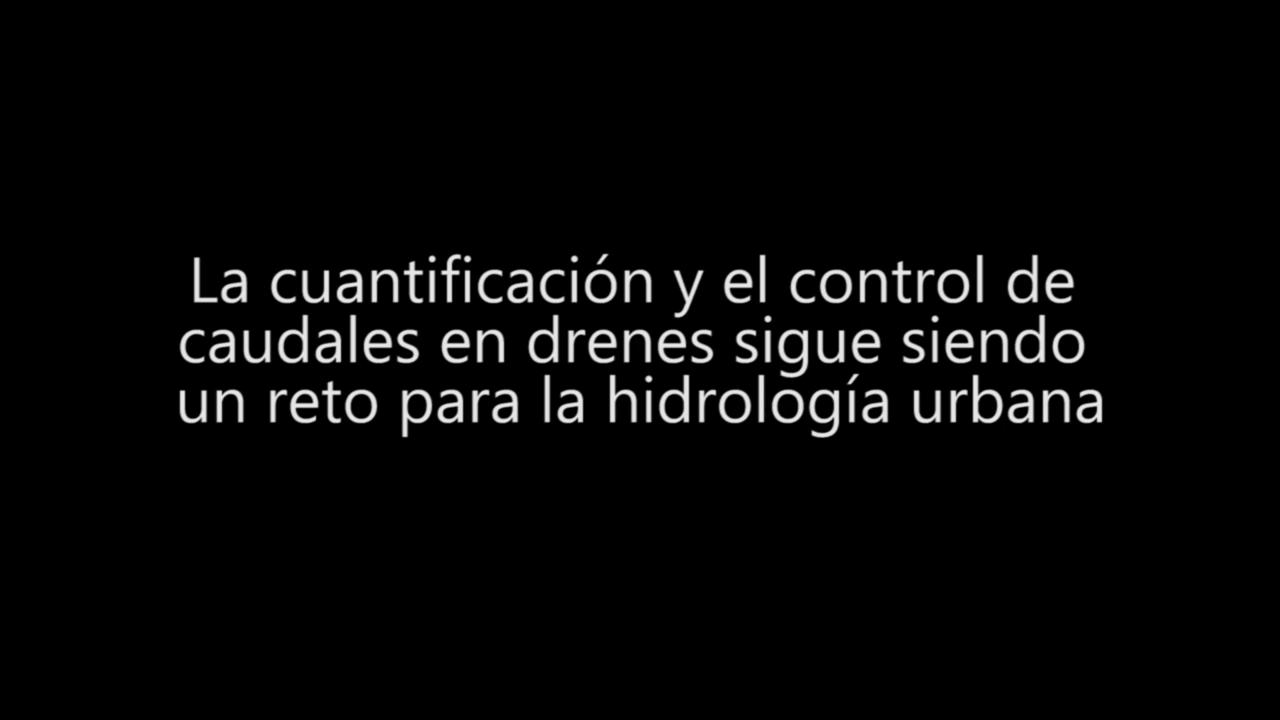 La cuantificación y el control de
caudales en drenes sigue siendo
un reto para la hidrología urbana